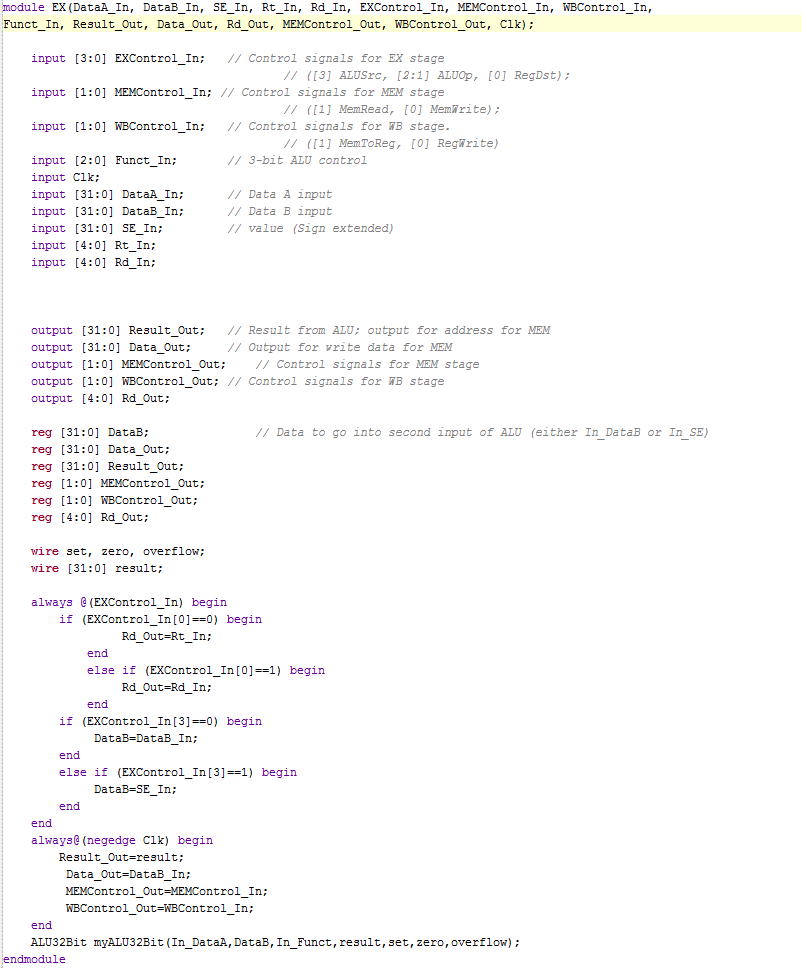 module EX(DataA_In, DataB_In, SE_In, Rt_In, Rd_In, EXControl_In, MEMControl_In, WBControl_In,
Funct_In, Result_Out, Data_Out, Rd_Out, MEMControl_Out, WBControl_Out, Clk);
input [3:0] EXControl_In; // Control signals for EX stage
// ([3] ALUSrc, [2:1] ALUOp, [0] RegDst);
input [1:0] MEMControl_In; // Control signals for MEM stage
// ([1] MemRead, [0] MemWrite);
input [1:0] WBControl_In; // Control signals for WB stage.
// ([1] MemToReg, [0] RegWrite)
input [2:0] Funct_In; // 3-bit ALU control
input Clk;
input [31:0] DataA_In; // Data A input
input [31:0] DataB_In; // Data B input
input [31:0] SE_In; // value (Sign extended)
input [4:0] Rt_In;
input [4:0] Rd_In;
output [31:0] Result_Out; // Result from ALU; output for address for MEM
output [31:0] Data_Out; // Output for write data for MEM
output [1:0] MEMControl_Out; // Control signals for MEM stage
output [1:0] WBControl_Out; // Control signals for WB stage
output [4:0] Rd_Out;
reg [31:0] DataB; // Data to go into second input of ALU (either In_DataB or In_SE)
reg [31:0] Data_Out;
reg [31:0] Result_Out;
reg [1:0] MEMControl_Out;
reg [1:0] WBControl_Out;
reg [4:0] Rd_Out;
wire set, zero, overflow;
wire [31:0] result;
always @(EXControl_In) begin
if (EXControl_In[0]==0) begin
Rd_Out=Rt_In;
end
else if (EXControl_In[0]==1) begin
Rd_Out=Rd_In;
end
if (EXControl_In[3]==0) begin
DataB=DataB_In;
end
else if (EXControl_In[3]==1) begin
DataB=SE_In;
end
end
always@(negedge Clk) begin
Result_Out=result;
Data_Out=DataB_In;
MEMControl_Out=MEMControl_In;
WBControl_Out=WBControl_In;
end
ALU32Bit myALU32Bit(In_DataA,DataB,In_Funct,result,set,zero,overflow);
endmodule